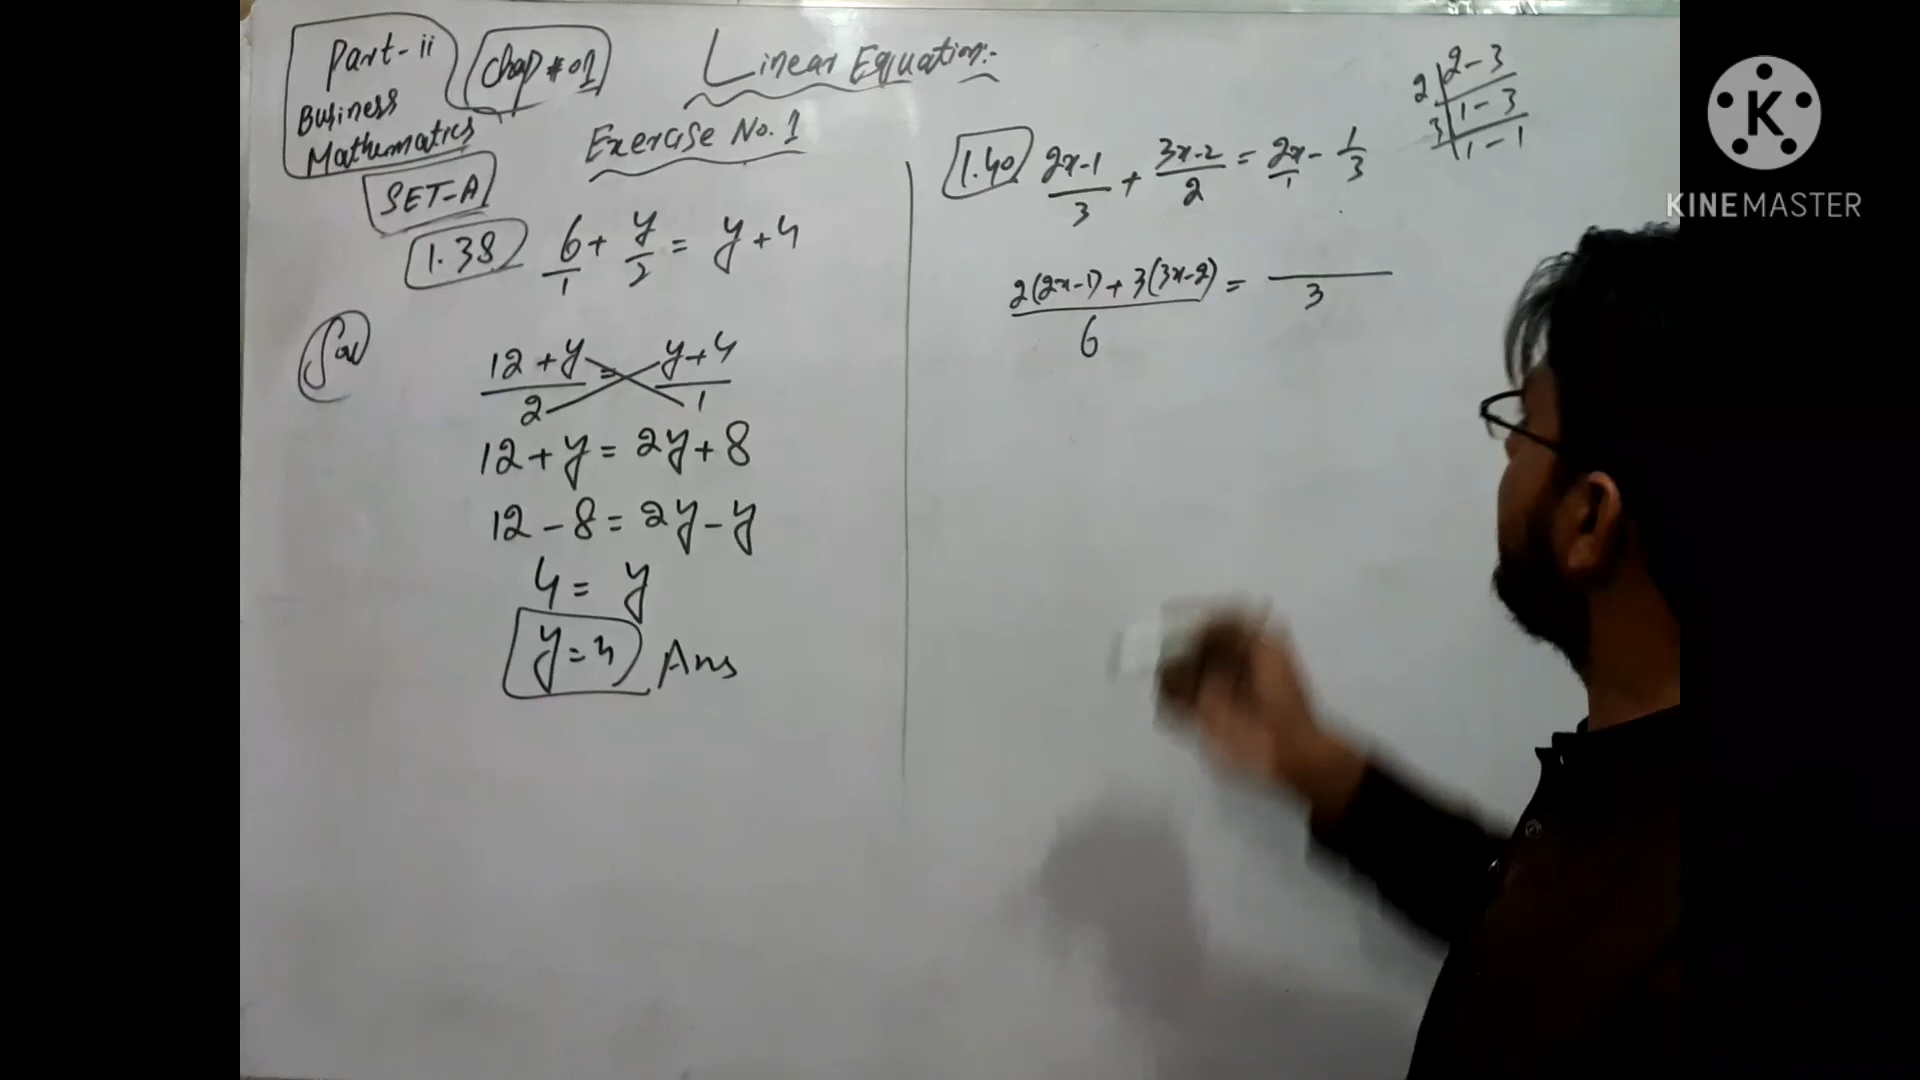 Part-ii
Business
Mathematics
Chap # 01
Linear Equation:-
Exercise No. 1
SET-A
1.38 6/1 + y/2 = y+4
Sol
12+y/2 = y+4/1
12+y = 2y+8
12-8 = 2y-y
4 = y
y=4 Ans
1.40 2x-1/3 + 3x-2/2 = 2x/1 - 1/3
2(2x-1)+3(3x-2)/6 = /3
2 2-3
3 1-3
1-1
K
KINEMASTER